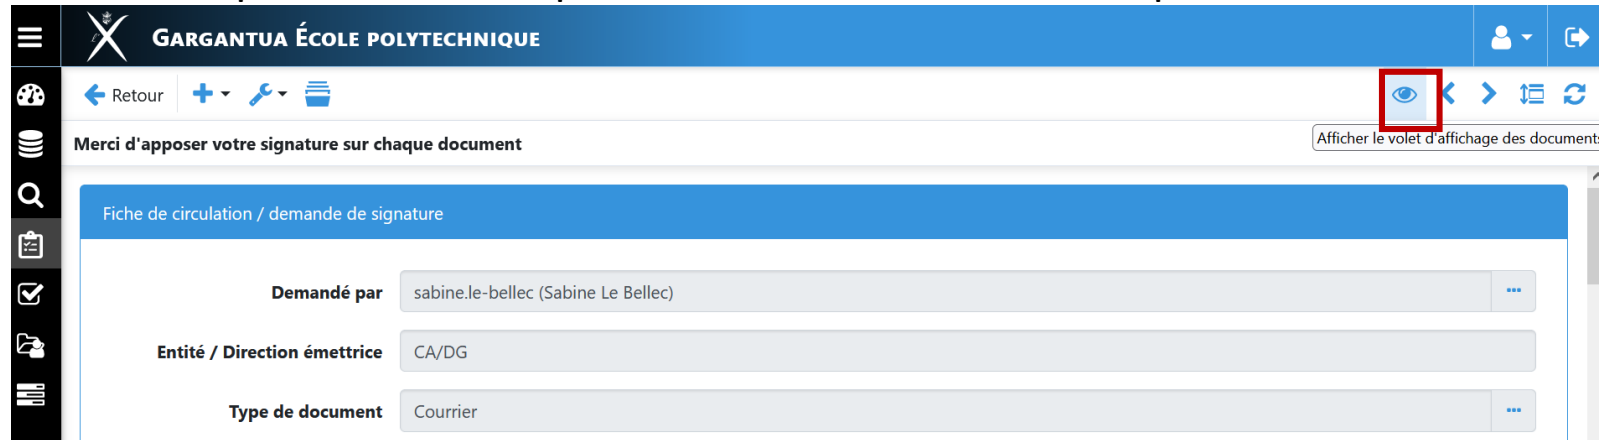 GARGANTUA ÉCOLE POLYTECHNIQUE
Retour
Afficher le volet d'affichage des documents
Merci d'apposer votre signature sur chaque document
Fiche de circulation / demande de signature
Demandé par sabine.le-bellec (Sabine Le Bellec)
Entité / Direction émettrice CA/DG
Type de document Courrier